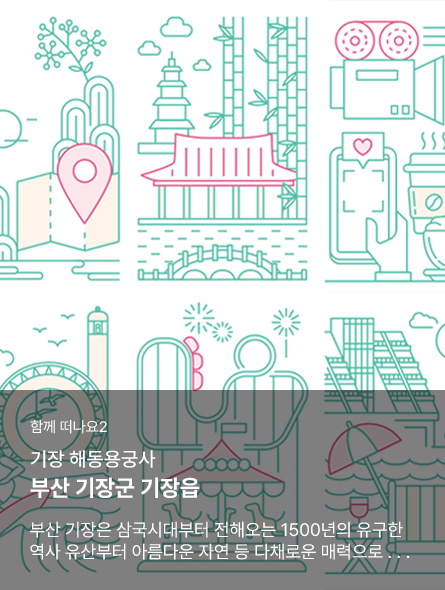 함께 떠나요2
기장 해동용궁사
부산 기장군 기장읍
부산 기장은 삼국시대부터 전해오는 1500년의 유구한
역사 유산부터 아름다운 자연 등 다채로운 매력으로 . . .